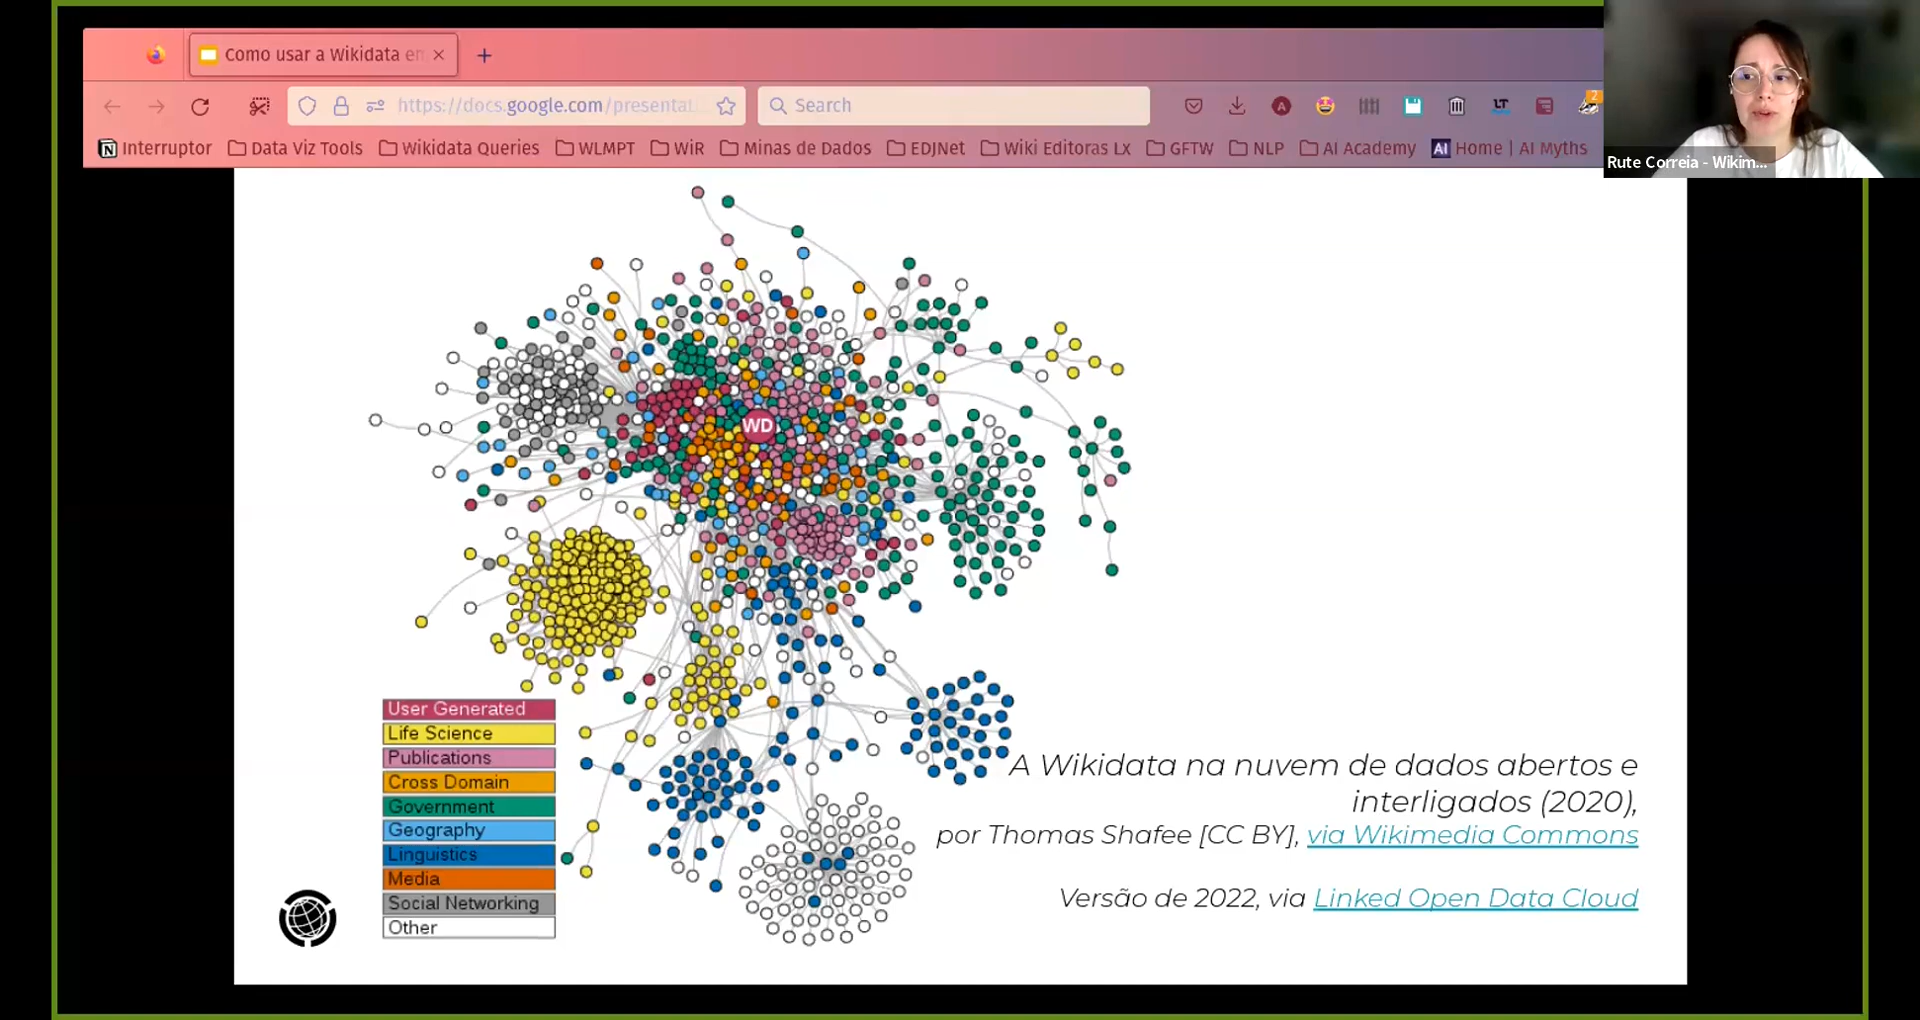 Como usar a Wikidata em
https://docs.google.com/presentat
Search
2
Interruptor Data Viz Tools Wikidata Queries WLMPT WiR Minas de Dados EDJNet Wiki Editoras Lx GFTW NLP AI Academy AI Home | AI Myths
Rute Correia - Wikim...
WD
User Generated
Life Science
Publications
Cross Domain
Government
Geography
Linguistics
Media
Social Networking
Other
A Wikidata na nuvem de dados abertos e
interligados (2020),
por Thomas Shafee [CC BY], via Wikimedia Commons
Versão de 2022, via Linked Open Data Cloud